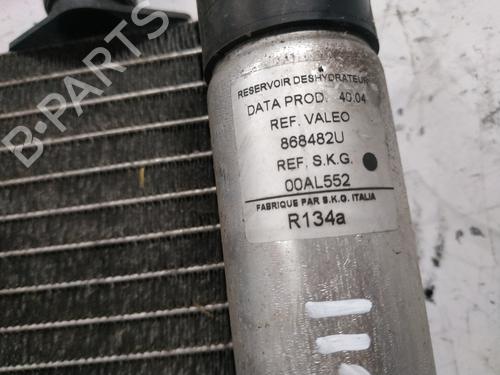 RESERVOIR DESHYDRATEUR
DATA PROD. 40.04
REF. VALEO
868482U
REF. S.K.G.
00AL552
FABRIQUE PAR S.K.G. ITALIA
R134a
B-PARTS